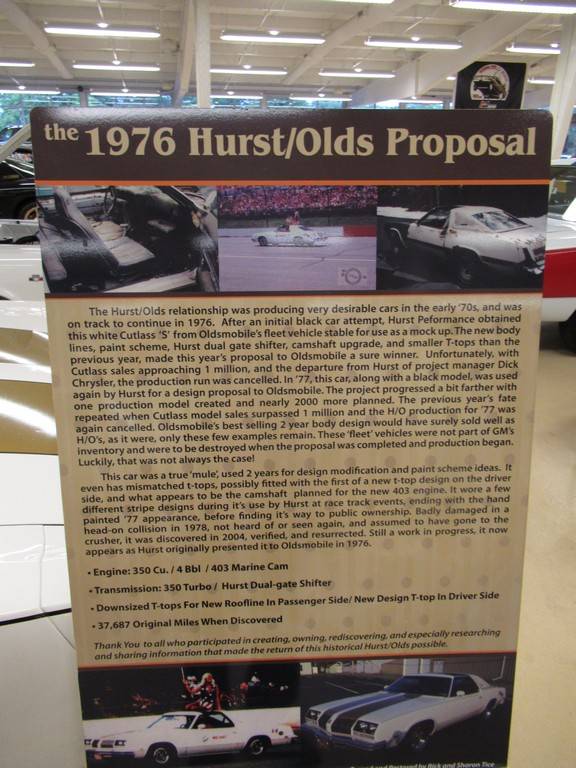 the 1976 Hurst/Olds Proposal
The Hurst/Olds relationship was producing very desirable cars in the early '70s, and was
on track to continue in 1976.  After an initial black car attempt, Hurst Peformance obtained
this white Cutlass 'S' from Oldsmobile's fleet vehicle stable for use as a mock up. The new body
lines, paint scheme, Hurst dual gate shifter, camshaft upgrade, and smaller T-tops than the
previous year, made this year's proposal to Oldsmobile a sure winner.  Unfortunately, with
Cutlass sales approaching 1 million, and the departure from Hurst of project manager Dick
Chrysler, the production run was cancelled. In '77, this car, along with a black model, was used
again by Hurst for a design proposal to Oldsmobile. The project progressed a bit farther with
one production model created and nearly 2000 more planned. The previous year's fate
repeated when Cutlass model sales surpassed 1 million and the H/O production for '77 was
again cancelled. Oldsmobile's best selling 2 year body design would have surely sold well as
H/O's, as it were, only these few examples remain. These 'fleet' vehicles were not part of GM's
inventory and were to be destroyed when the proposal was completed and production began.
Luckily, that was not always the case!
This car was a true 'mule', used 2 years for design modification and paint scheme ideas. It
even has mismatched t-tops, possibly fitted with the first of a new t-top design on the driver
side, and what appears to be the camshaft planned for the new 403 engine. It wore a few
different stripe designs during it's use by Hurst at race track events, ending with the hand
painted '77 appearance, before finding it's way to public ownership. Badly damaged in a
head-on collision in 1978, not heard of or seen again, and assumed to have gone to the
crusher, it was discovered in 2004, verified, and resurrected. Still a work in progress, it now
appears as Hurst originally presented it to Oldsmobile in 1976.
• Engine: 350 Cu. / 4 Bbl / 403 Marine Cam
• Transmission: 350 Turbo / Hurst Dual-gate Shifter
• Downsized T-tops For New Roofline In Passenger Side/ New Design T-top In Driver Side
• 37,687 Original Miles When Discovered
Thank You to all who participated in creating, owning, rediscovering, and especially researching
and sharing information that made the return of this historical Hurst/Olds possible.
and Restored by Rick and Sharon Tice